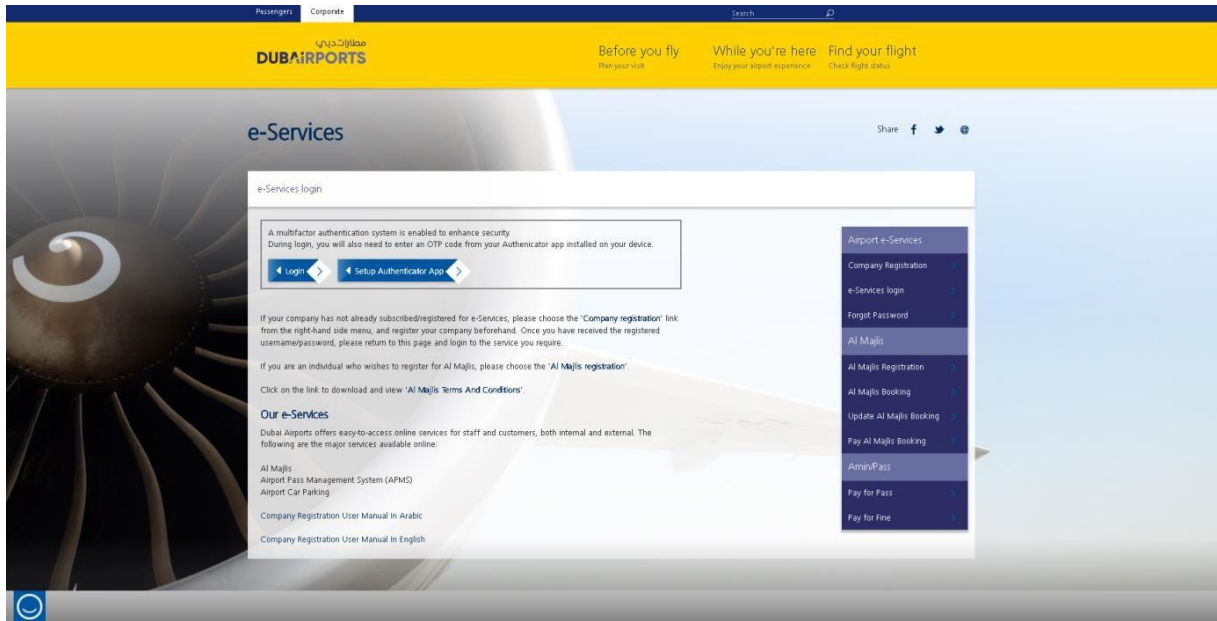 Passengers
Corporate
Search
مطارات دبي
DUBAiRPORTS
Before you fly
Plan your visit
While you're here
Enjoy your airport experience
Find your flight
Check flight status
e-Services
Share
e-Services login
A multifactor authentication system is enabled to enhance security
During login, you will also need to enter an OTP code from your Authenicator app installed on your device.
Login
Setup Authenticator App
If your company has not already subscribed/registered for e-Services, please choose the 'Company registration' link
from the right-hand side menu, and register your company beforehand. Once you have received the registered
username/password, please return to this page and login to the service you require.
If you are an individual who wishes to register for Al Majlis, please choose the 'Al Majlis registration'.
Click on the link to download and view 'Al Majlis Terms And Conditions'.
Our e-Services
Dubai Airports offers easy-to-access online services for staff and customers, both internal and external. The
following are the major services available online:
Al Majlis
Airport Pass Management System (APMS)
Airport Car Parking
Company Registration User Manual In Arabic
Company Registration User Manual In English
Airport e-Services
Company Registration
e-Services login
Forgot Password
Al Majlis
Al Majlis Registration
Al Majlis Booking
Update Al Majlis Booking
Pay Al Majlis Booking
Amin/Pass
Pay for Pass
Pay for Fine